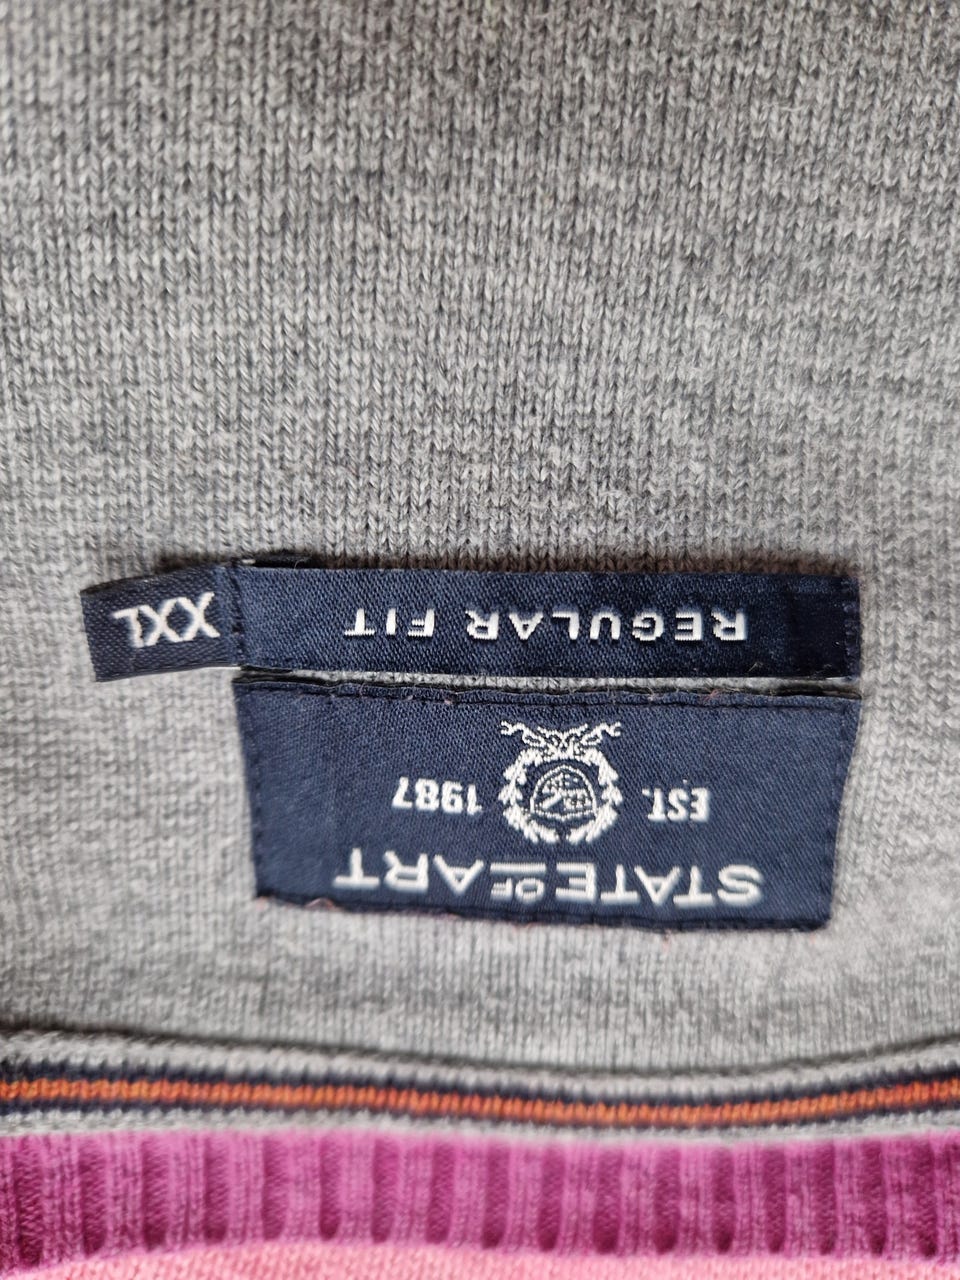 STATE OF ART
EST. 1987
REGULAR FIT
XXL